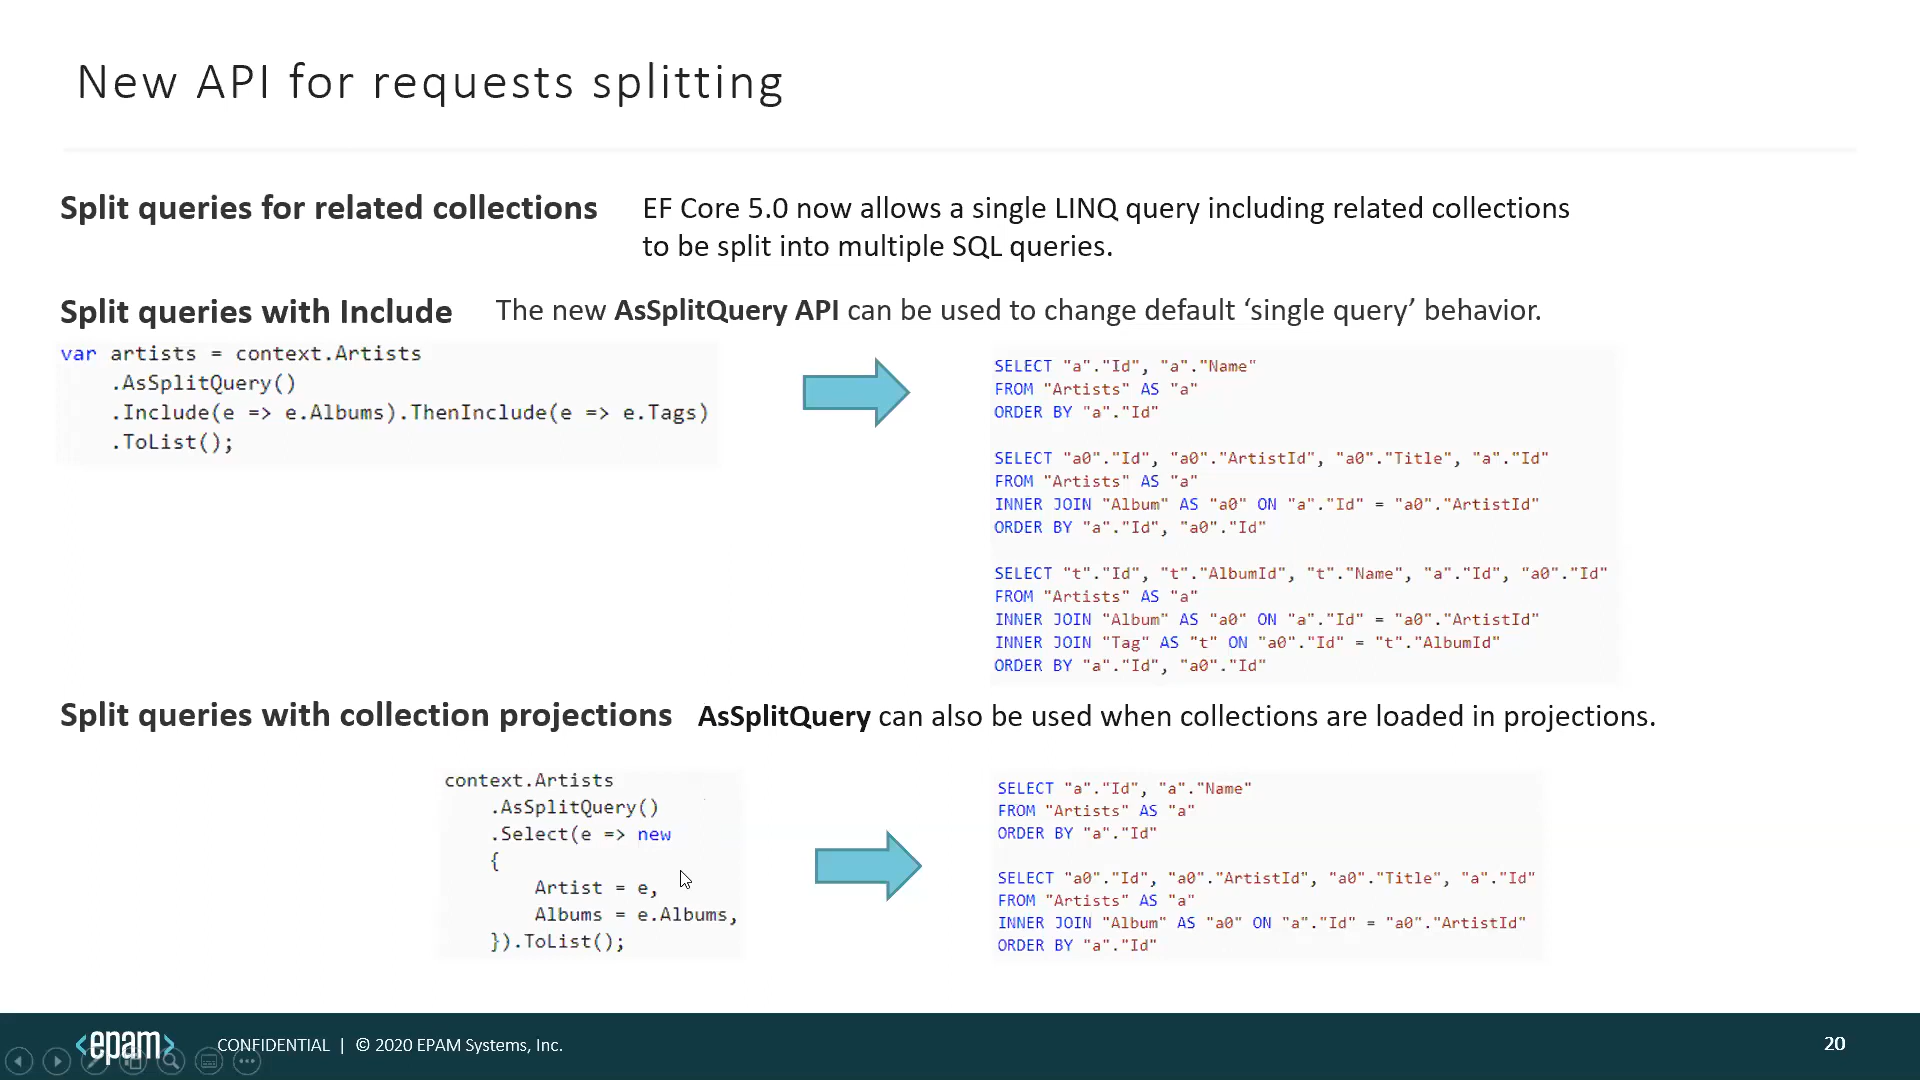 New API for requests splitting
Split queries for related collections
EF Core 5.0 now allows a single LINQ query including related collections
to be split into multiple SQL queries.
Split queries with Include
The new AsSplitQuery API can be used to change default ‘single query’ behavior.
var artists = context.Artists
.AsSplitQuery()
.Include(e => e.Albums).ThenInclude(e => e.Tags)
.ToList();
SELECT "a"."Id", "a"."Name"
FROM "Artists" AS "a"
ORDER BY "a"."Id"
SELECT "a0"."Id", "a0"."ArtistId", "a0"."Title", "a"."Id"
FROM "Artists" AS "a"
INNER JOIN "Album" AS "a0" ON "a"."Id" = "a0"."ArtistId"
ORDER BY "a"."Id", "a0"."Id"
SELECT "t"."Id", "t"."AlbumId", "t"."Name", "a"."Id", "a0"."Id"
FROM "Artists" AS "a"
INNER JOIN "Album" AS "a0" ON "a"."Id" = "a0"."ArtistId"
INNER JOIN "Tag" AS "t" ON "a0"."Id" = "t"."AlbumId"
ORDER BY "a"."Id", "a0"."Id"
Split queries with collection projections
AsSplitQuery can also be used when collections are loaded in projections.
context.Artists
.AsSplitQuery()
.Select(e => new
{
Artist = e,
Albums = e.Albums,
}).ToList();
SELECT "a"."Id", "a"."Name"
FROM "Artists" AS "a"
ORDER BY "a"."Id"
SELECT "a0"."Id", "a0"."ArtistId", "a0"."Title", "a"."Id"
FROM "Artists" AS "a"
INNER JOIN "Album" AS "a0" ON "a"."Id" = "a0"."ArtistId"
ORDER BY "a"."Id"
<epam>
CONFIDENTIAL | © 2020 EPAM Systems, Inc.
20